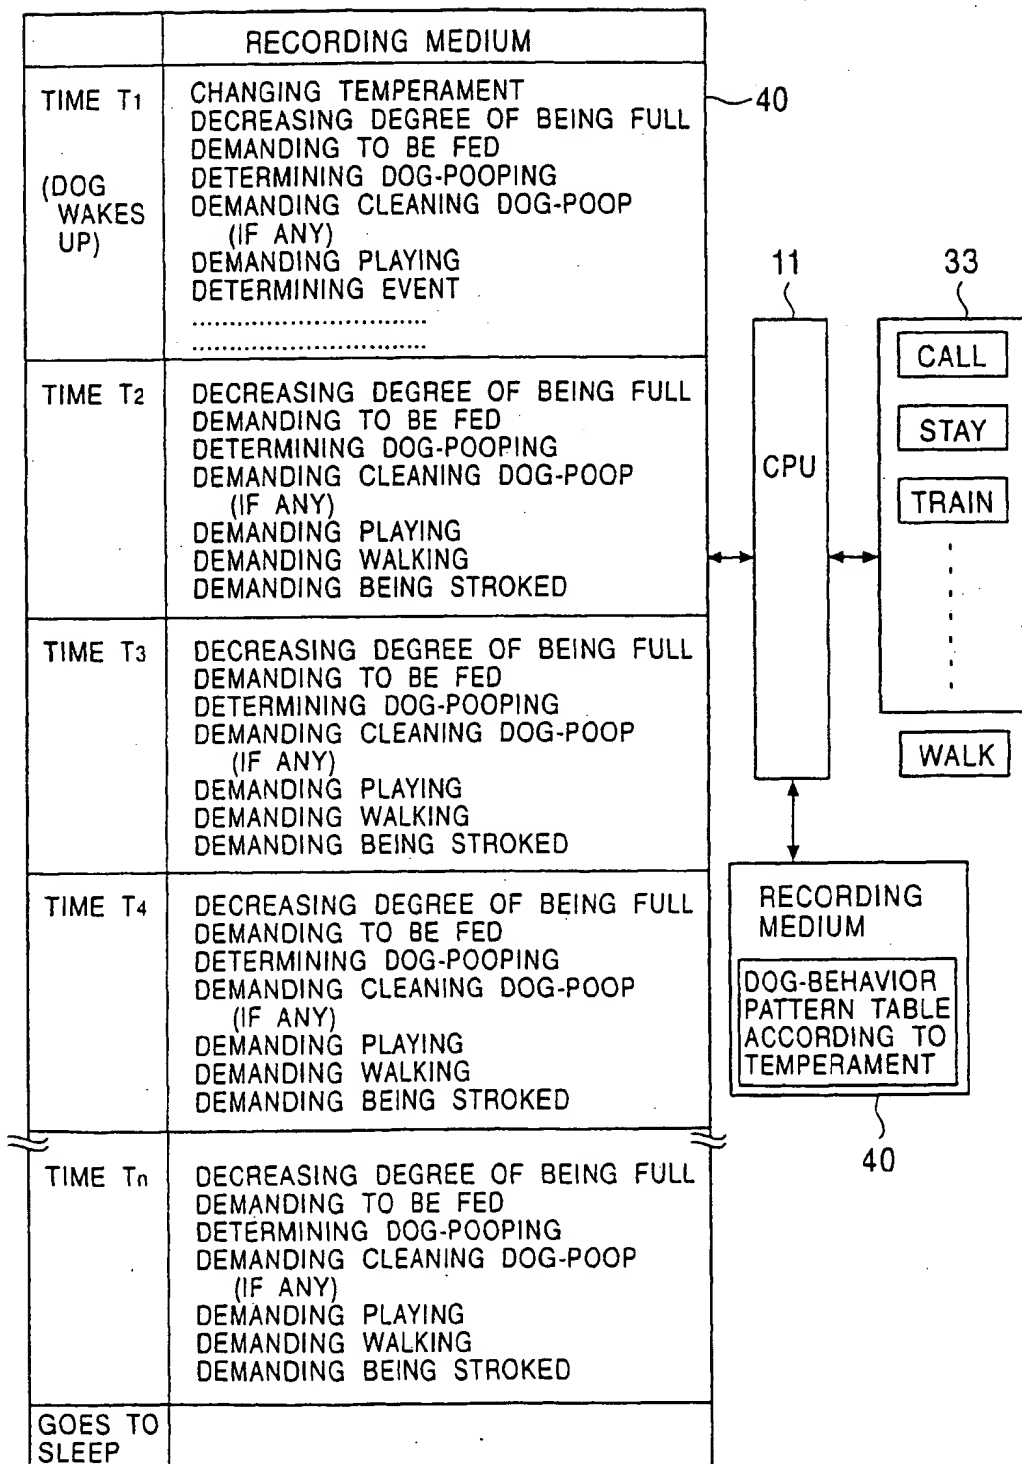 RECORDING MEDIUM
TIME T1
(DOG
WAKES
UP)
CHANGING TEMPERAMENT
DECREASING DEGREE OF BEING FULL
DEMANDING TO BE FED
DETERMINING DOG-POOPING
DEMANDING CLEANING DOG-POOP
(IF ANY)
DEMANDING PLAYING
DETERMINING EVENT
..............................
..............................
40
TIME T2
DECREASING DEGREE OF BEING FULL
DEMANDING TO BE FED
DETERMINING DOG-POOPING
DEMANDING CLEANING DOG-POOP
(IF ANY)
DEMANDING PLAYING
DEMANDING WALKING
DEMANDING BEING STROKED
TIME T3
DECREASING DEGREE OF BEING FULL
DEMANDING TO BE FED
DETERMINING DOG-POOPING
DEMANDING CLEANING DOG-POOP
(IF ANY)
DEMANDING PLAYING
DEMANDING WALKING
DEMANDING BEING STROKED
TIME T4
DECREASING DEGREE OF BEING FULL
DEMANDING TO BE FED
DETERMINING DOG-POOPING
DEMANDING CLEANING DOG-POOP
(IF ANY)
DEMANDING PLAYING
DEMANDING WALKING
DEMANDING BEING STROKED
TIME Tn
DECREASING DEGREE OF BEING FULL
DEMANDING TO BE FED
DETERMINING DOG-POOPING
DEMANDING CLEANING DOG-POOP
(IF ANY)
DEMANDING PLAYING
DEMANDING WALKING
DEMANDING BEING STROKED
GOES TO
SLEEP
11
CPU
33
CALL
STAY
TRAIN
WALK
RECORDING
MEDIUM
DOG-BEHAVIOR
PATTERN TABLE
ACCORDING TO
TEMPERAMENT
40